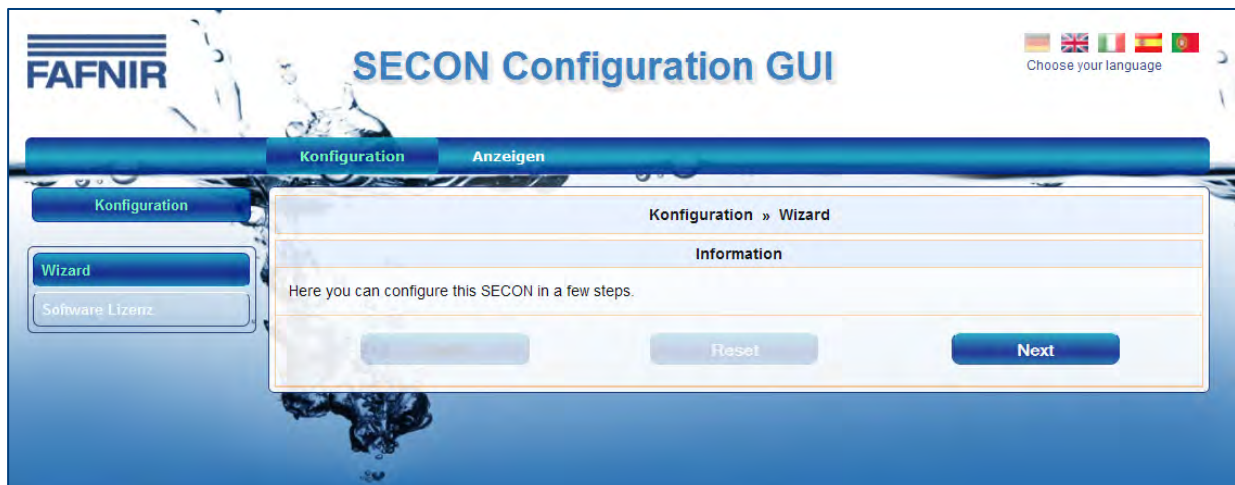 FAFNIR
SECON Configuration GUI
Choose your language
Konfiguration
Anzeigen
Konfiguration
Konfiguration » Wizard
Wizard
Software Lizenz
Information
Here you can configure this SECON in a few steps.
Reset
Next